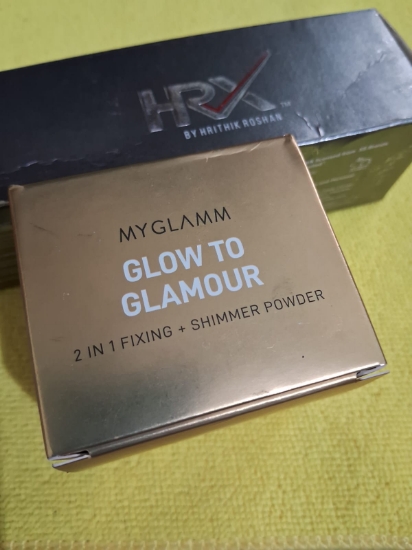 HRX
BY HRITHIK ROSHAN
MYGLAMM
GLOW TO
GLAMOUR
2 IN 1 FIXING + SHIMMER POWDER